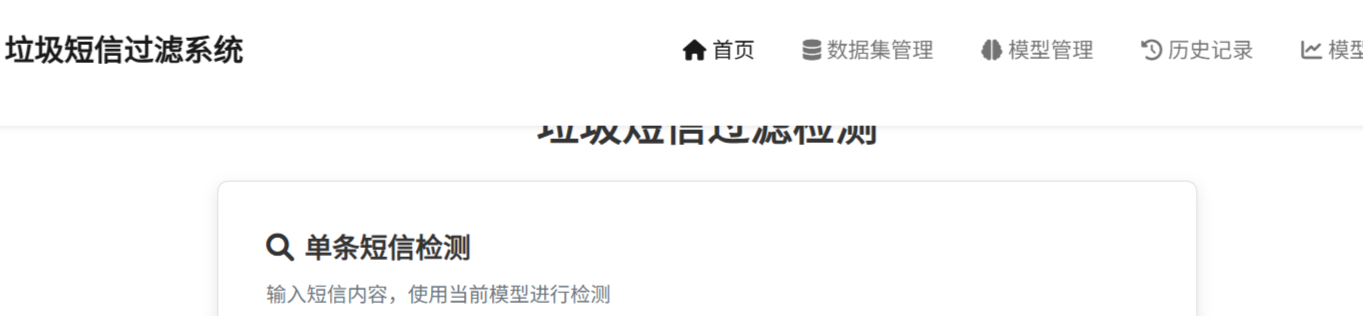 垃圾短信过滤系统
首页 数据集管理 模型管理 历史记录 模型
垃圾短信过滤检测
单条短信检测
输入短信内容，使用当前模型进行检测